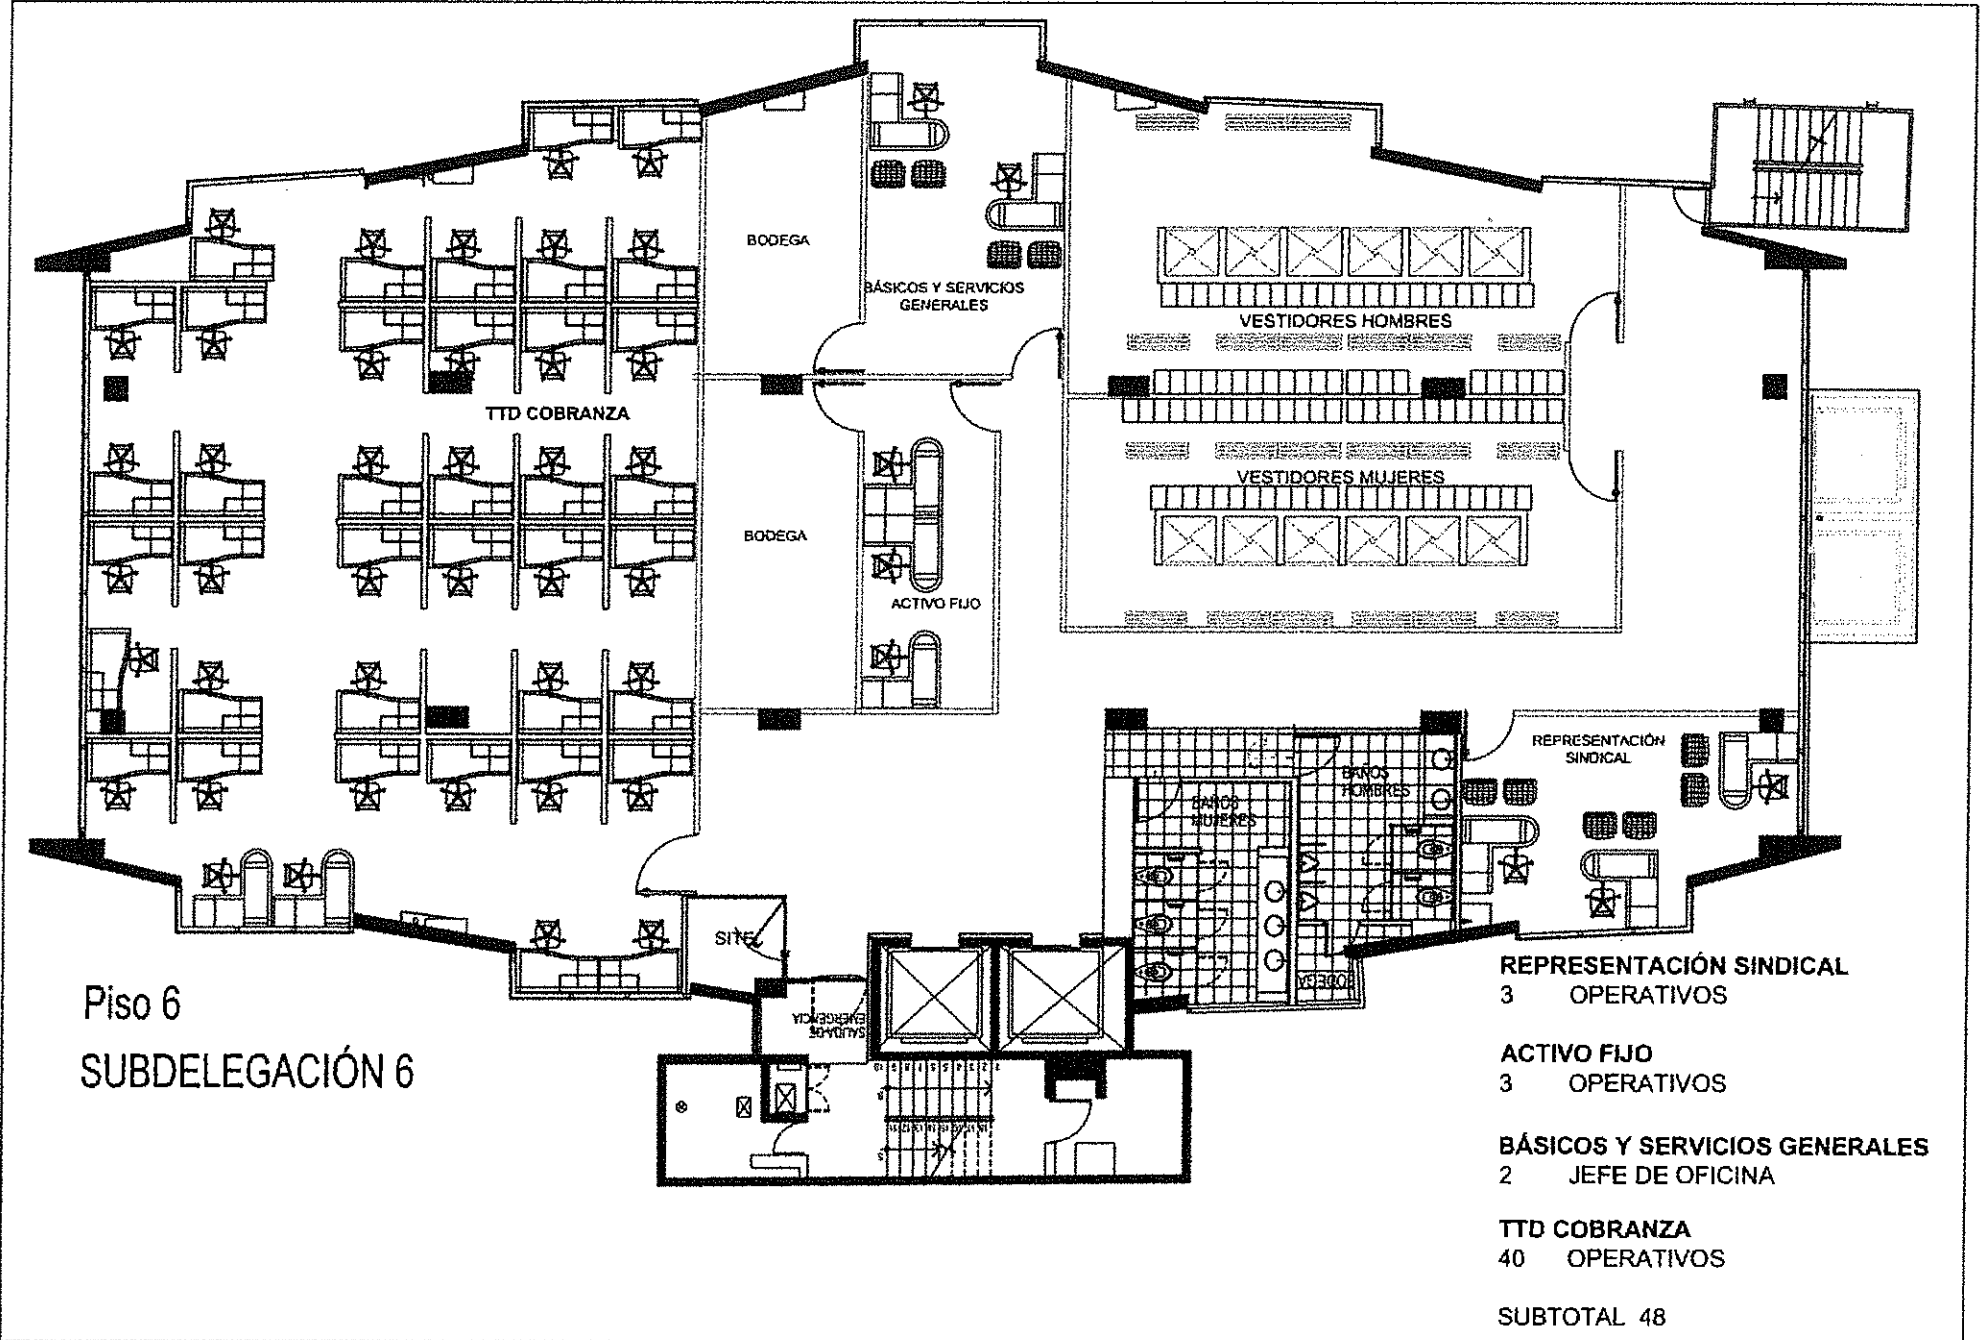 BODEGA
BÁSICOS Y SERVICIOS
GENERALES
VESTIDORES HOMBRES
TTD COBRANZA
VESTIDORES MUJERES
BODEGA
ACTIVO FIJO
REPRESENTACIÓN
SINDICAL
BAÑOS
HOMBRES
BAÑOS
MUJERES
SITE
BODEGA
SALIDA DE
EMERGENCIA
Piso 6
SUBDELEGACIÓN 6
REPRESENTACIÓN SINDICAL
3 OPERATIVOS
ACTIVO FIJO
3 OPERATIVOS
BÁSICOS Y SERVICIOS GENERALES
2 JEFE DE OFICINA
TTD COBRANZA
40 OPERATIVOS
SUBTOTAL 48